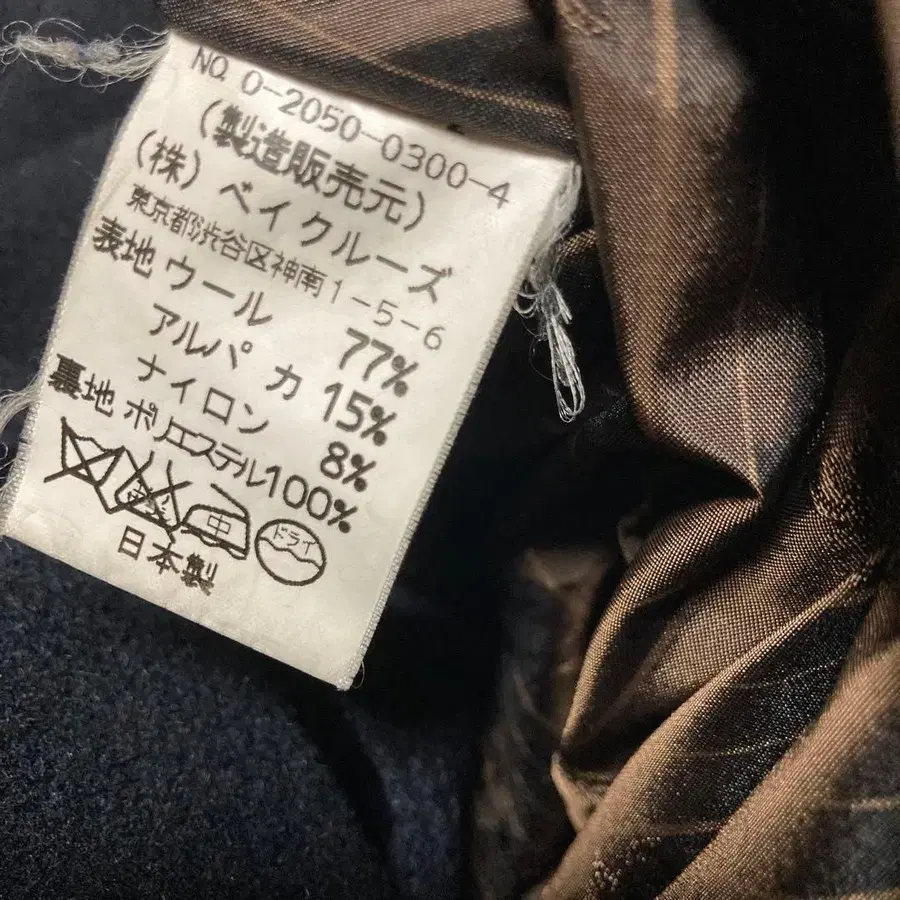 NO. 0-2050-0300-4
(製造販売元)
(株) ベイクルーズ
東京都渋谷区神南1-5-6
表地 ウール 77%
アルパカ 15%
ナイロン 8%
裏地 ポリエステル100%
中 ドライ
日本製